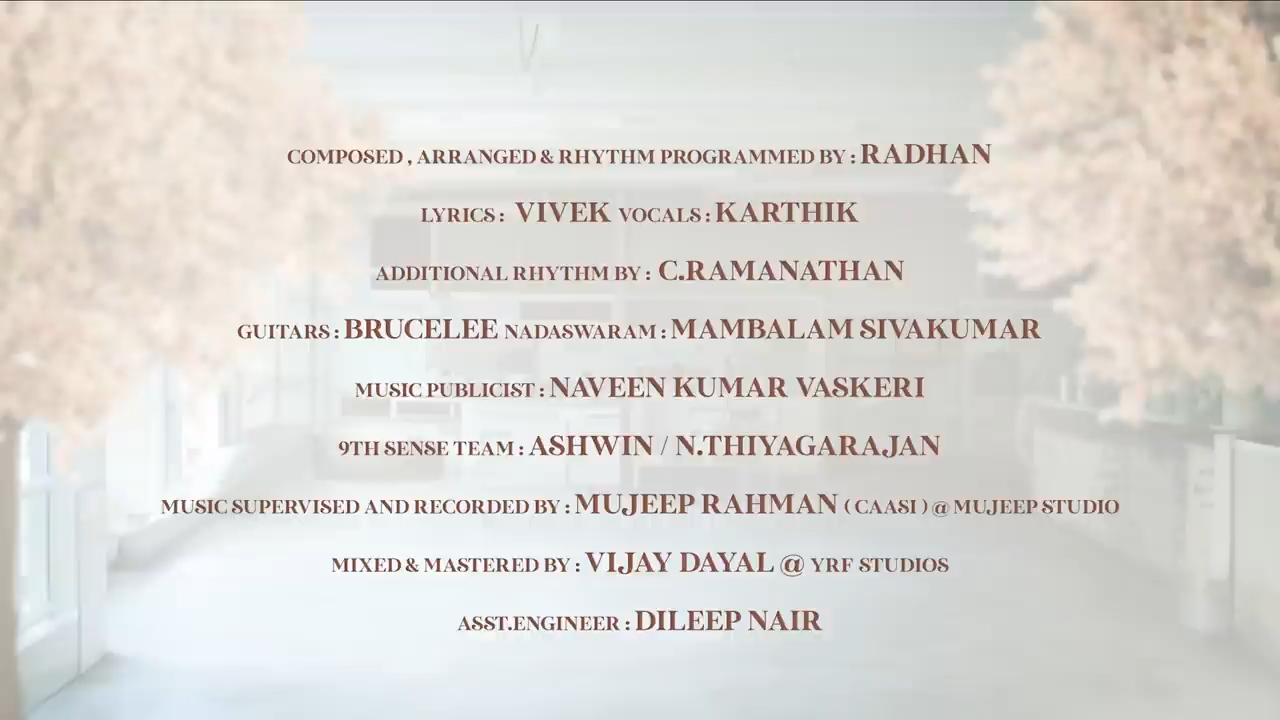 COMPOSED , ARRANGED & RHYTHM PROGRAMMED BY : RADHAN
LYRICS : VIVEK VOCALS : KARTHIK
ADDITIONAL RHYTHM BY : C.RAMANATHAN
GUITARS : BRUCELEE NADASWARAM : MAMBALAM SIVAKUMAR
MUSIC PUBLICIST : NAVEEN KUMAR VASKERI
9TH SENSE TEAM : ASHWIN / N.THIYAGARAJAN
MUSIC SUPERVISED AND RECORDED BY : MUJEEP RAHMAN ( CAASI ) @ MUJEEP STUDIO
MIXED & MASTERED BY : VIJAY DAYAL @ YRF STUDIOS
ASST.ENGINEER : DILEEP NAIR